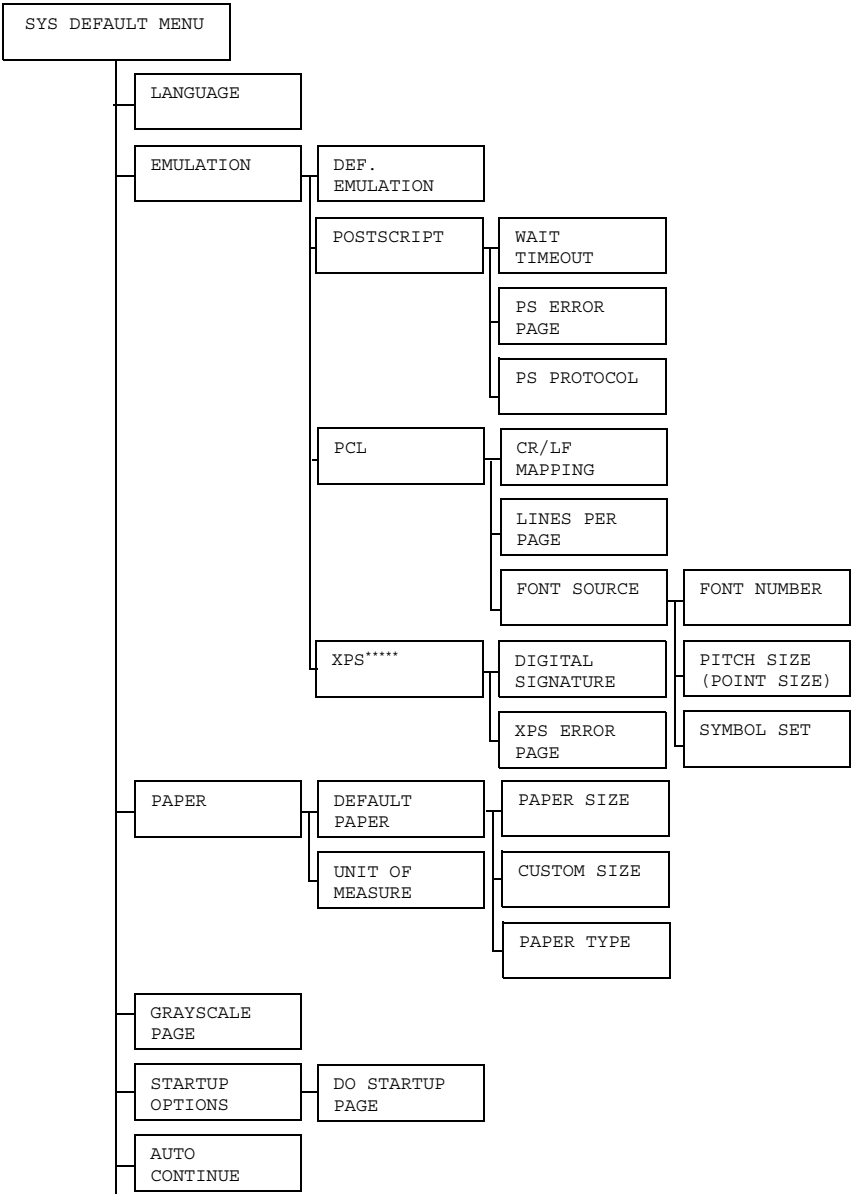 SYS DEFAULT MENU
LANGUAGE
EMULATION
DEF.
EMULATION
POSTSCRIPT
WAIT
TIMEOUT
PS ERROR
PAGE
PS PROTOCOL
PCL
CR/LF
MAPPING
LINES PER
PAGE
FONT SOURCE
FONT NUMBER
PITCH SIZE
(POINT SIZE)
SYMBOL SET
XPS*****
DIGITAL
SIGNATURE
XPS ERROR
PAGE
PAPER
DEFAULT
PAPER
PAPER SIZE
CUSTOM SIZE
PAPER TYPE
UNIT OF
MEASURE
GRAYSCALE
PAGE
STARTUP
OPTIONS
DO STARTUP
PAGE
AUTO
CONTINUE